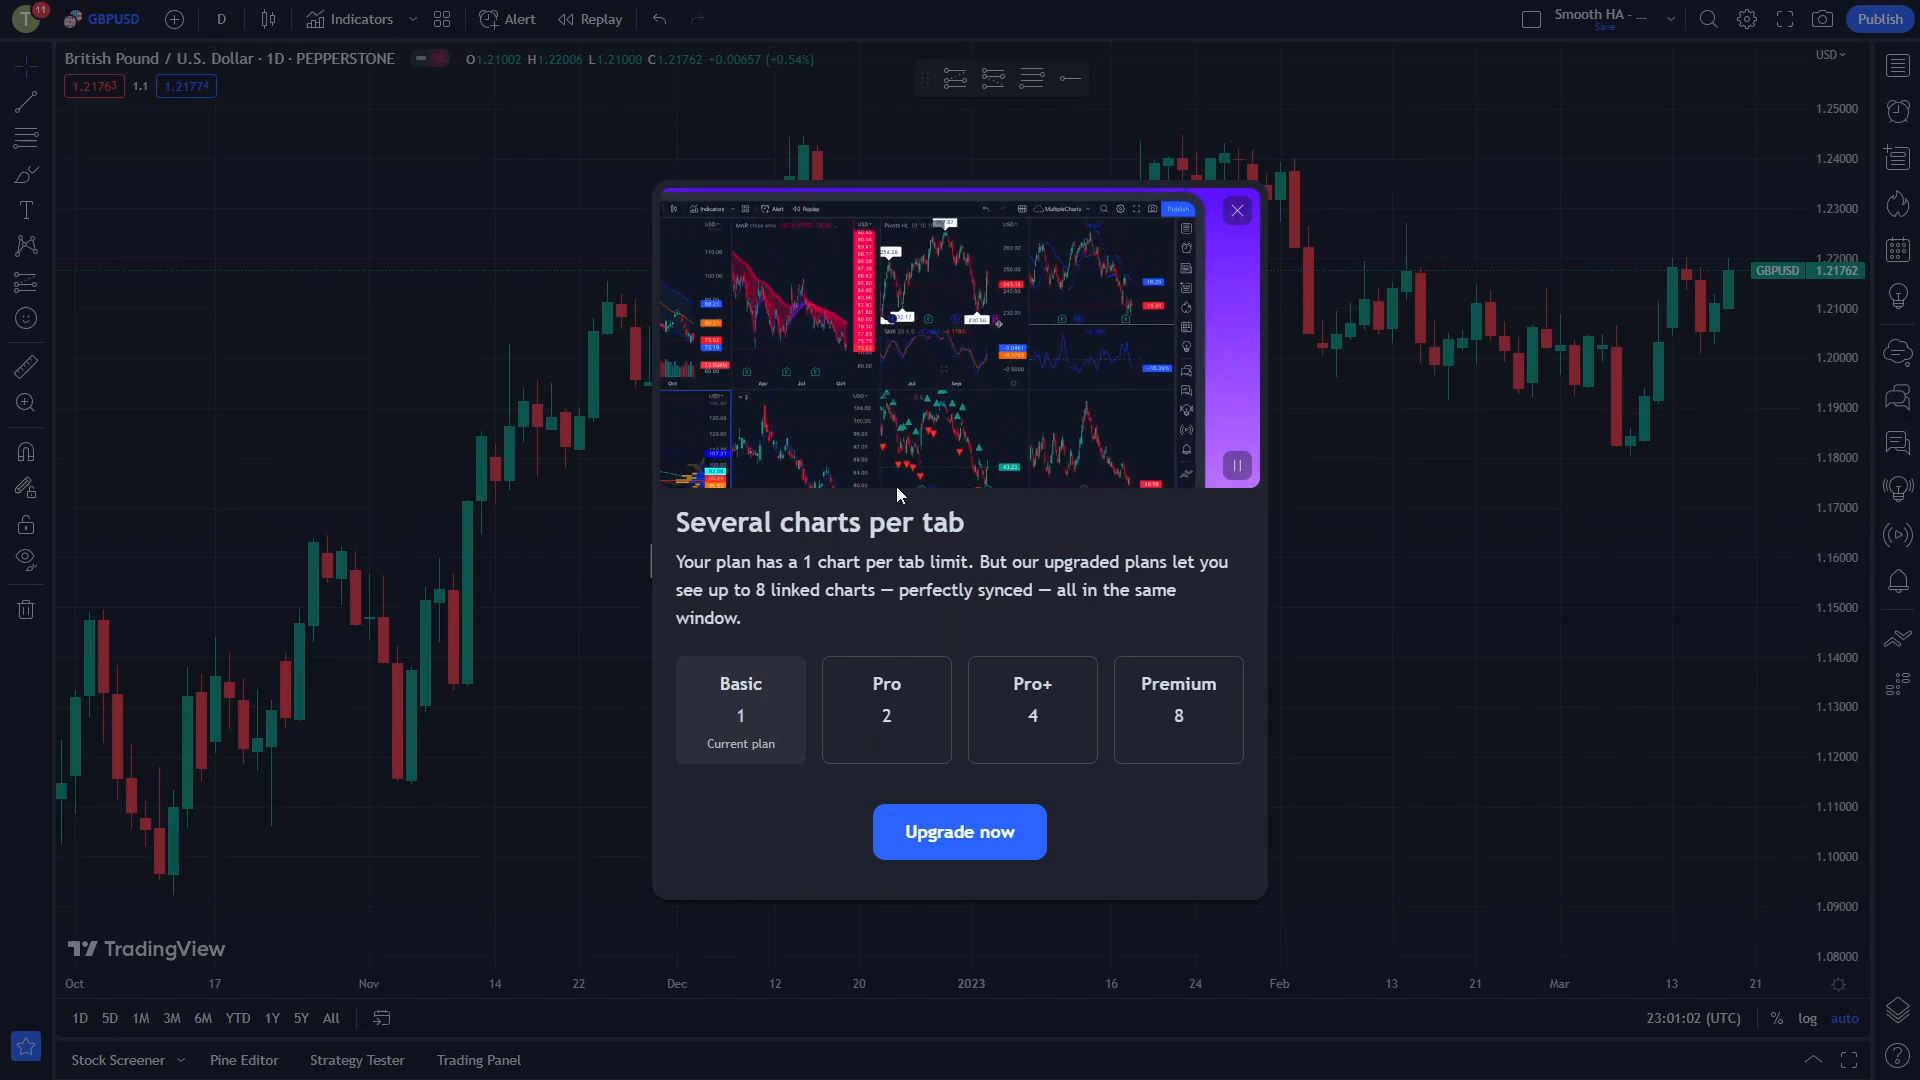 T 11 GBPUSD D Indicators Alert Replay Smooth HA - ... Save Publish
British Pound / U.S. Dollar · 1D · PEPPERSTONE O1.21002 H1.22006 L1.21000 C1.21762 +0.00657 (+0.54%) USD
1.21763 1.1 1.21774
1.25000
1.24000
1.23000
1.22000
GBPUSD 1.21762
1.21000
1.20000
1.19000
1.18000
1.17000
1.16000
1.15000
1.14000
1.13000
1.12000
1.11000
1.10000
1.09000
1.08000
Indicators Alert Replay MultipleCharts Publish
Several charts per tab
Your plan has a 1 chart per tab limit. But our upgraded plans let you
see up to 8 linked charts — perfectly synced — all in the same
window.
Basic Pro Pro+ Premium
1 2 4 8
Current plan
Upgrade now
TradingView
Oct 17 Nov 14 22 Dec 12 20 2023 16 24 Feb 13 21 Mar 13 21
1D 5D 1M 3M 6M YTD 1Y 5Y All 23:01:02 (UTC) % log auto
Stock Screener Pine Editor Strategy Tester Trading Panel